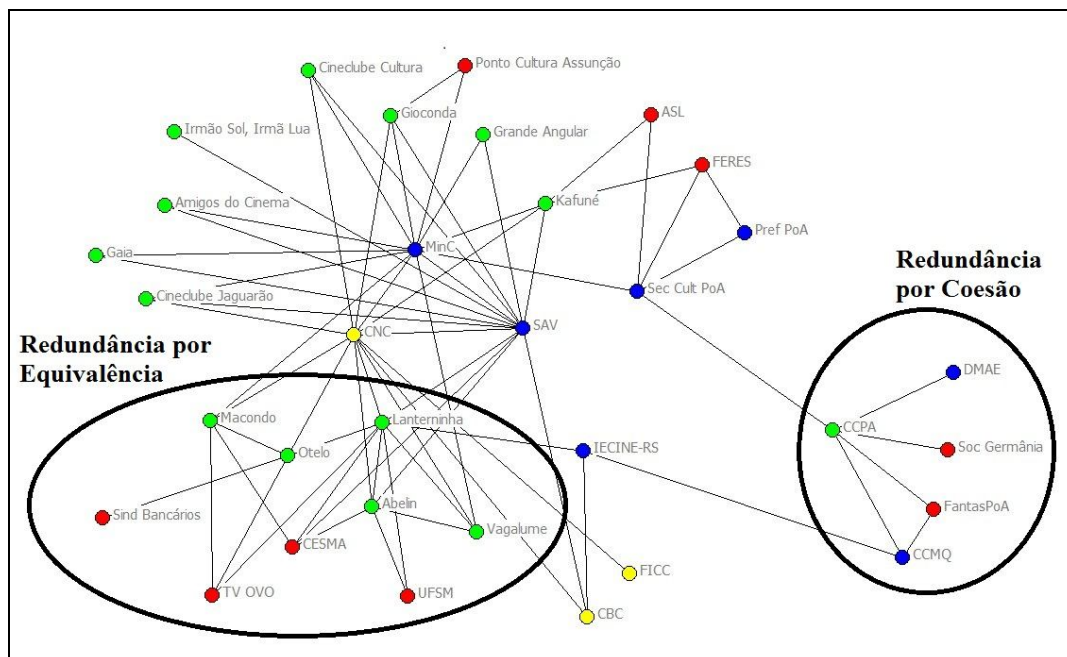 Cineclube Cultura
Ponto Cultura Assunção
Gioconda
ASL
Irmão Sol, Irmã Lua
Grande Angular
FERES
Amigos do Cinema
Kafuné
Pref PoA
Gaia
MinC
Redundância
por Coesão
Cineclube Jaguarão
Sec Cult PoA
CNC
SAV
Redundância por
Equivalência
DMAE
Macondo
Lanterninha
CCPA
Otelo
IECINE-RS
Soc Germânia
Sind Bancários
Abelin
FantasPoA
CESMA
Vagalume
CCMQ
TV OVO
UFSM
FICC
CBC